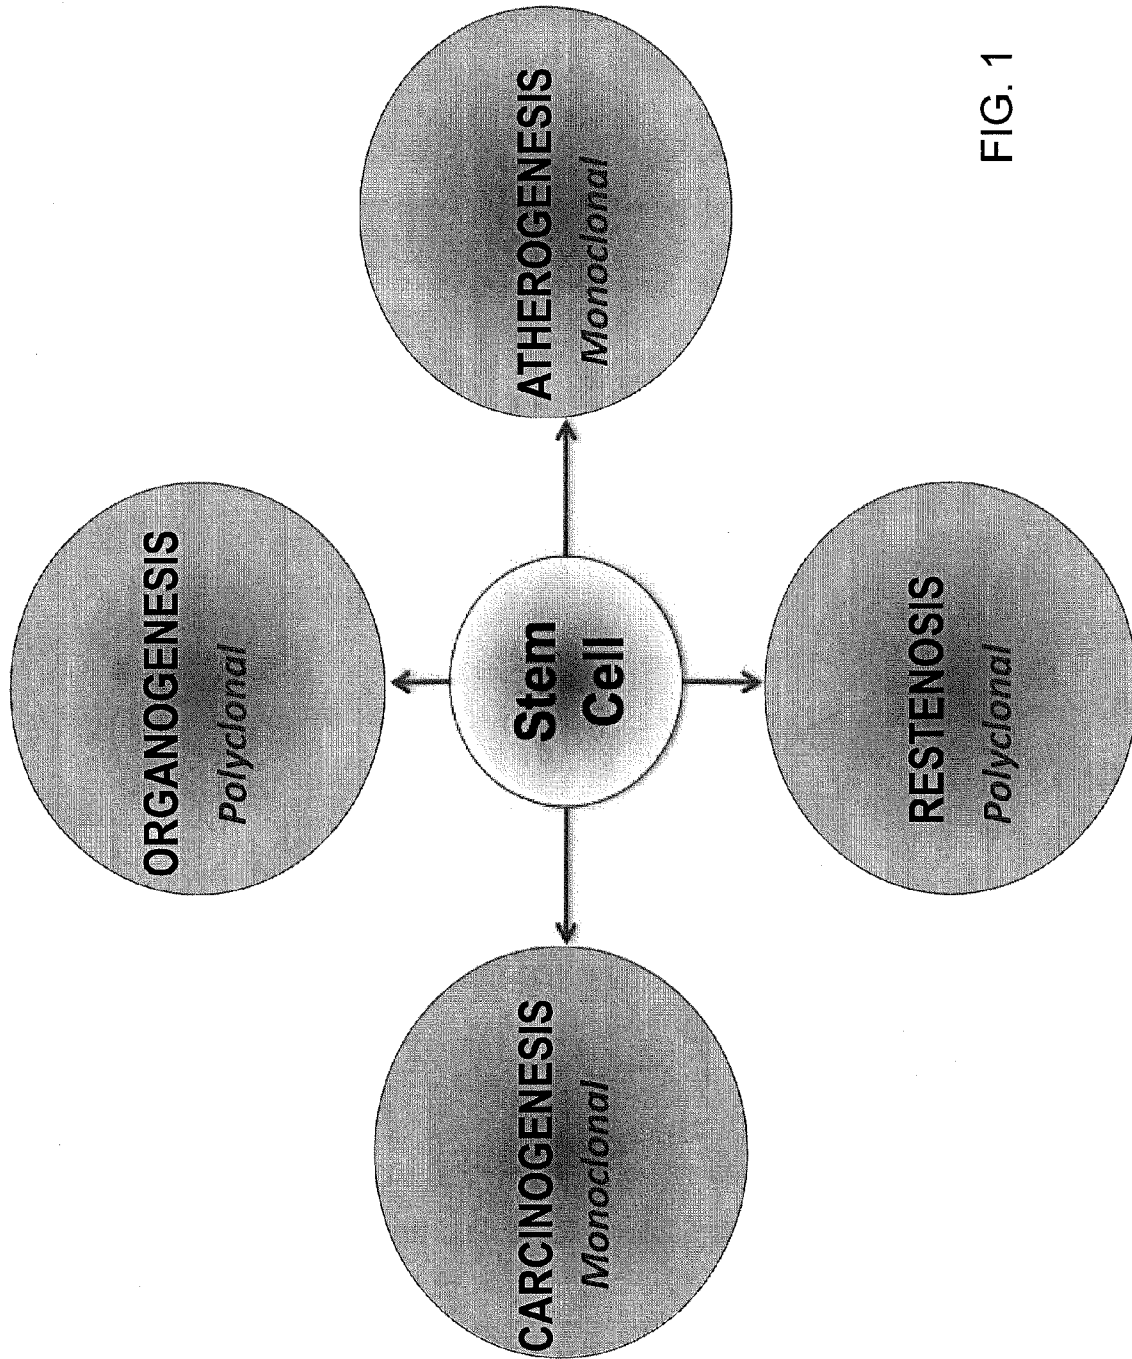 ORGANOGENESIS
Polyclonal
CARCINOGENESIS
Monoclonal
Stem
Cell
ATHEROGENESIS
Monoclonal
RESTENOSIS
Polyclonal
FIG. 1